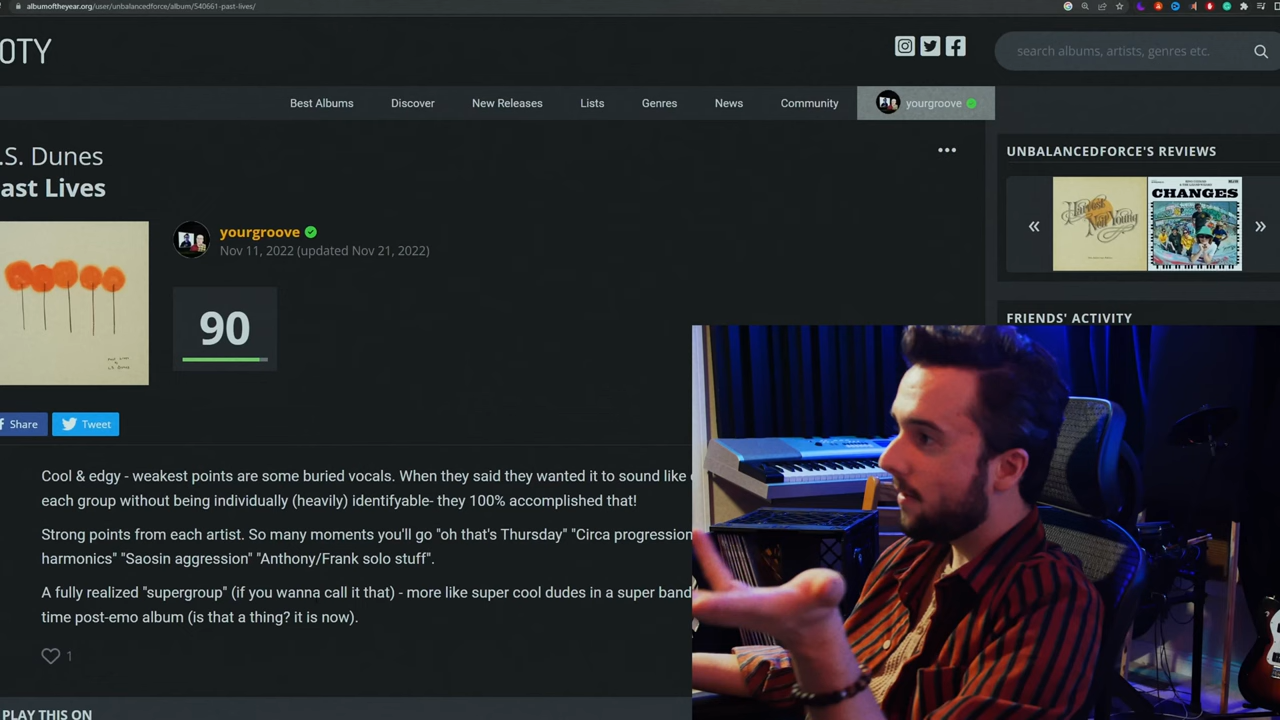 albumoftheyear.org/user/unbalancedforce/album/540661-past-lives/
OTY
search albums, artists, genres etc.
Best Albums
Discover
New Releases
Lists
Genres
News
Community
yourgroove
.S. Dunes
ast Lives
yourgroove
Nov 11, 2022 (updated Nov 21, 2022)
90
Share
Tweet
Cool & edgy - weakest points are some buried vocals. When they said they wanted it to sound like
each group without being individually (heavily) identifyable- they 100% accomplished that!
Strong points from each artist. So many moments you'll go "oh that's Thursday" "Circa progression
harmonics" "Saosin aggression" "Anthony/Frank solo stuff".
A fully realized "supergroup" (if you wanna call it that) - more like super cool dudes in a super band
time post-emo album (is that a thing? it is now).
1
PLAY THIS ON
UNBALANCEDFORCE'S REVIEWS
«
Harvest
Neil Young
CHANGES
»
FRIENDS' ACTIVITY